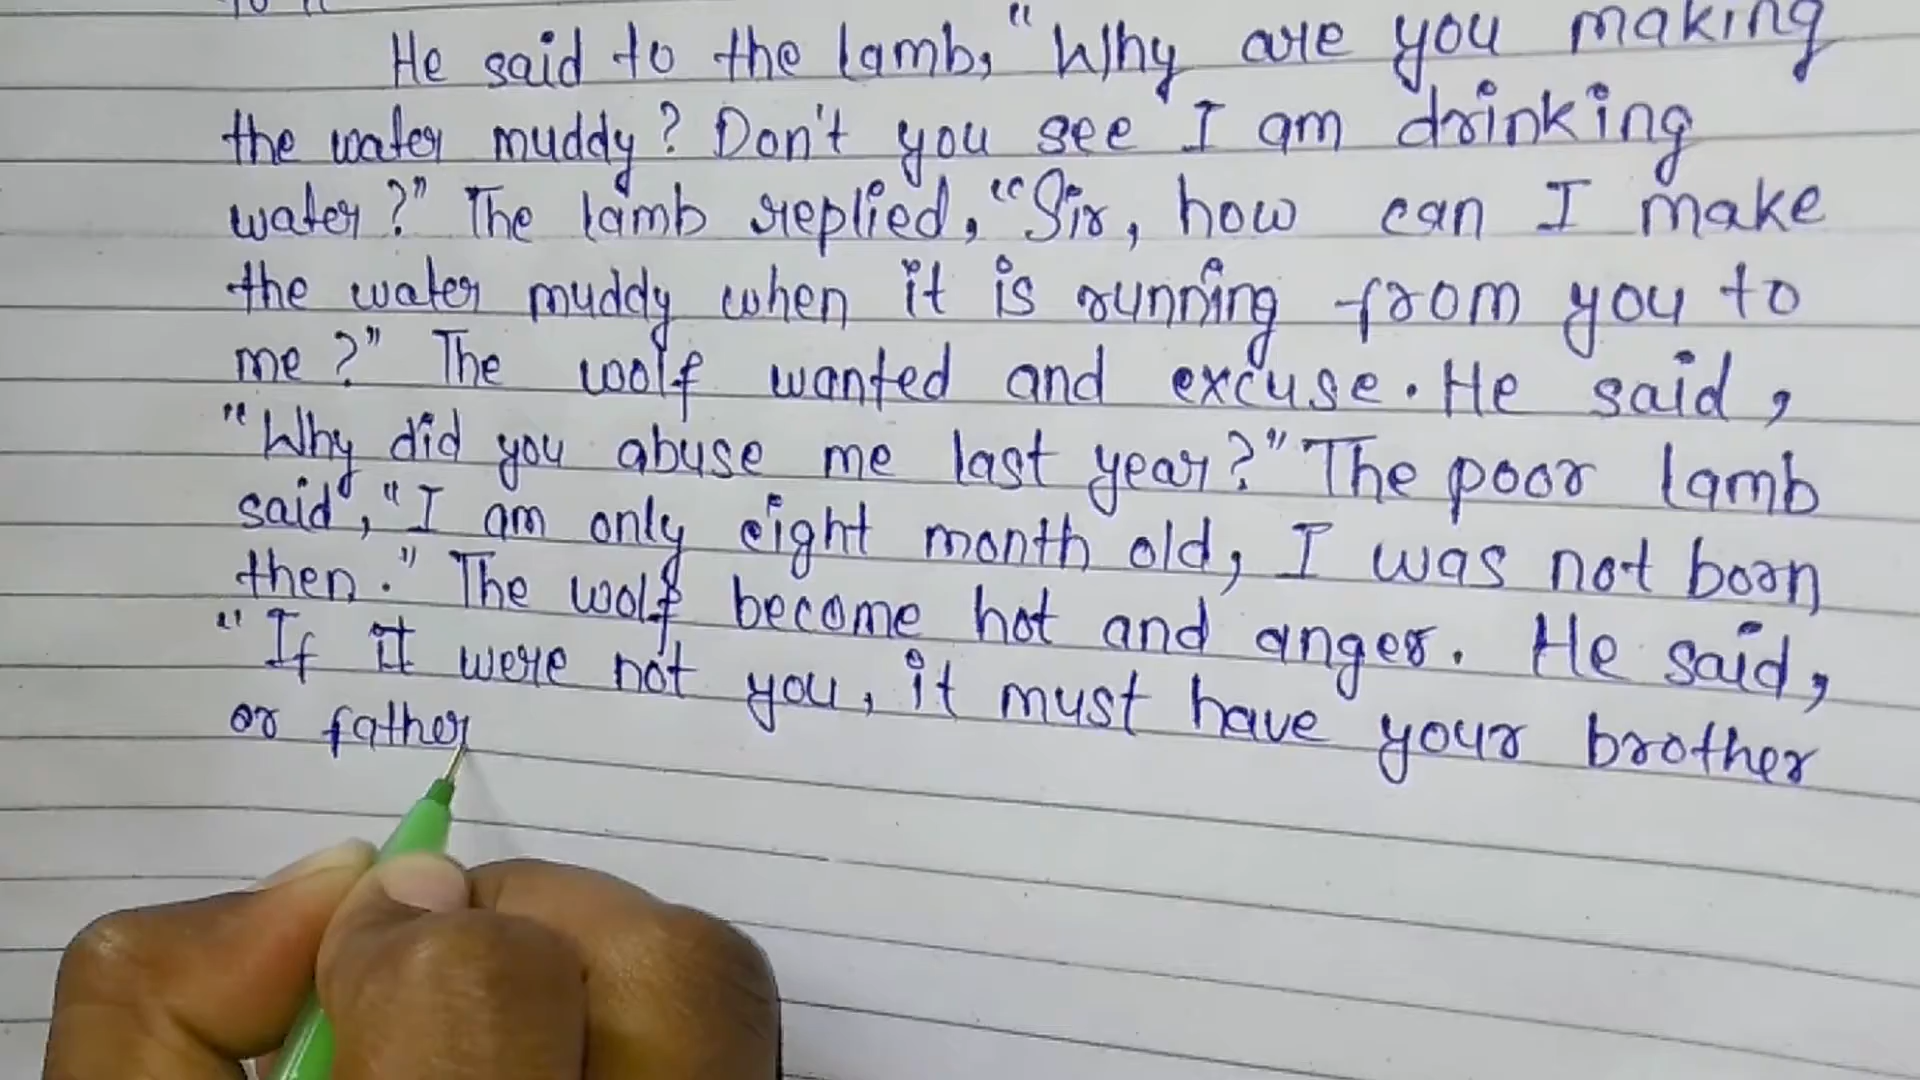 He said to the lamb, "Why are you making
the water muddy? Don't you see I am drinking
water?" The lamb replied, "Sir, how can I make
the water muddy when it is running from you to
me?" The woolf wanted and excuse. He said,
"Why did you abuse me last year?" The poor lamb
said, "I am only eight month old, I was not born
then." The wolf become hot and anger. He said,
"If it were not you, it must have your brother
or father